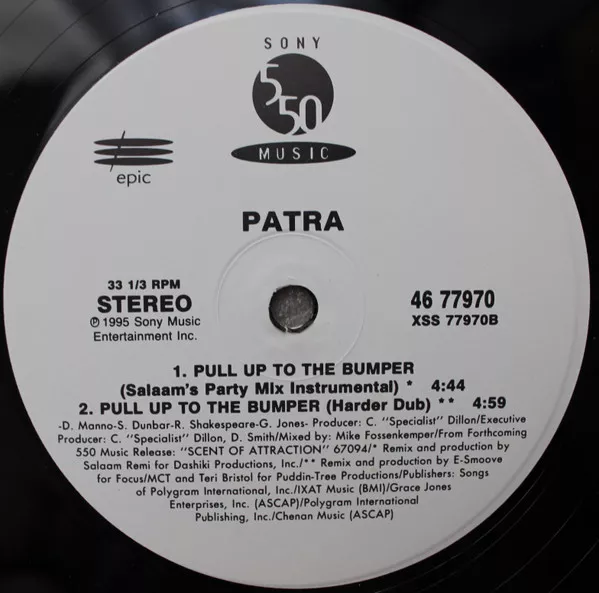 SONY
550
MUSIC
epic
PATRA
33 1/3 RPM
STEREO
℗ 1995 Sony Music
Entertainment Inc.
46 77970
XSS 77970B
1. PULL UP TO THE BUMPER
(Salaam's Party Mix Instrumental) * 4:44
2. PULL UP TO THE BUMPER (Harder Dub) ** 4:59
-D. Manno-S. Dunbar-R. Shakespeare-G. Jones- Producer: C. "Specialist" Dillon/Executive
Producer: C. "Specialist" Dillon, D. Smith/Mixed by: Mike Fossenkemper/From Forthcoming
550 Music Release: "SCENT OF ATTRACTION" 67094/* Remix and production by
Salaam Remi for Dashiki Productions, Inc./** Remix and production by E-Smoove
for Focus/MCT and Teri Bristol for Puddin-Tree Productions/Publishers: Songs
of Polygram International, Inc./IXAT Music (BMI)/Grace Jones
Enterprises, Inc. (ASCAP)/Polygram International
Publishing, Inc./Chenan Music (ASCAP)